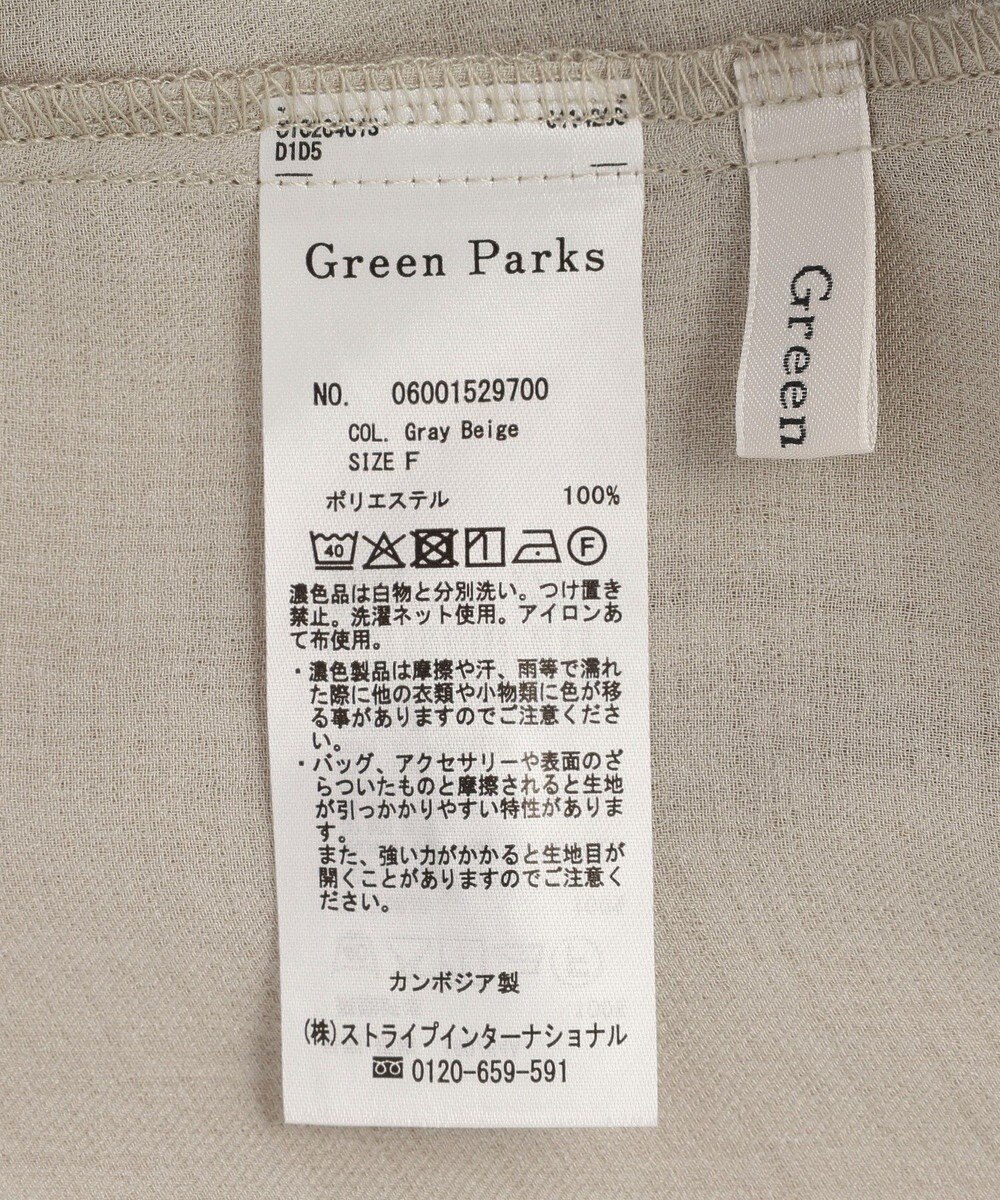 D1D5
Green Parks
NO. 06001529700
COL. Gray Beige
SIZE F
ポリエステル 100%
40 F
濃色品は白物と分別洗い。つけ置き
禁止。洗濯ネット使用。アイロンあ
て布使用。
・濃色製品は摩擦や汗、雨等で濡れ
た際に他の衣類や小物類に色が移
る事がありますのでご注意くださ
い。
・バッグ、アクセサリーや表面のざ
らついたものと摩擦されると生地
が引っかかりやすい特性がありま
す。
また、強い力がかかると生地目が
開くことがありますのでご注意く
ださい。
カンボジア製
(株)ストライプインターナショナル
0120-659-591
Green